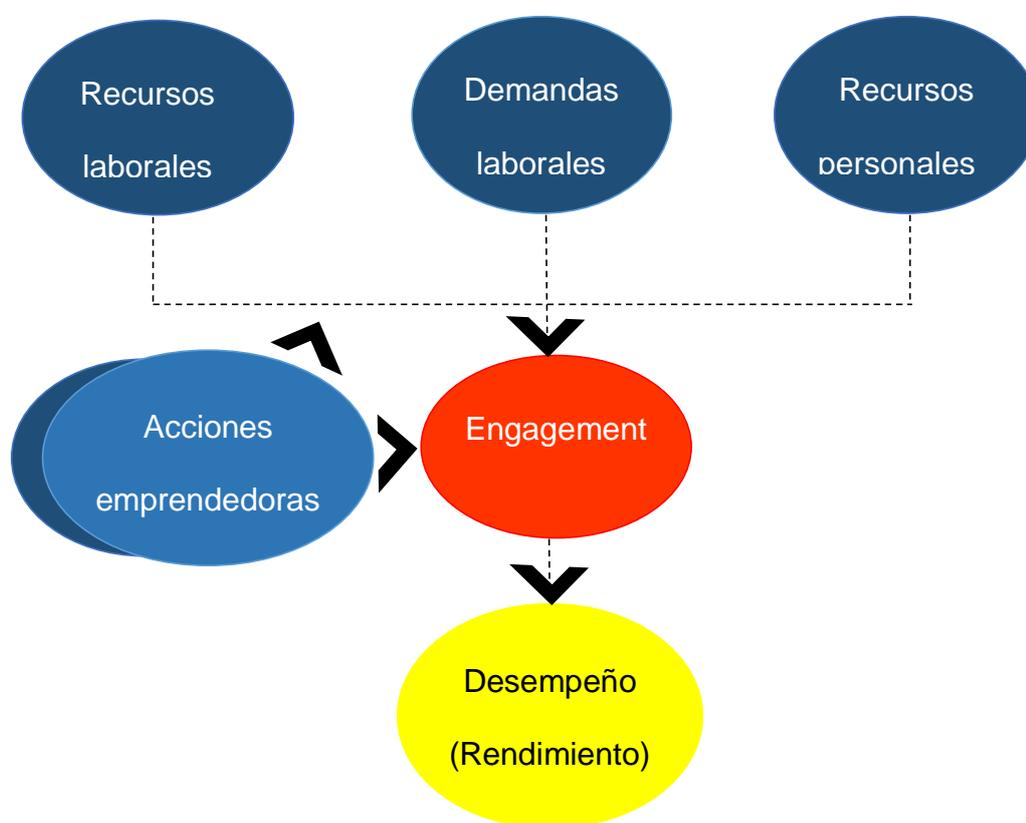 Recursos
laborales
Demandas
laborales
Recursos
personales
Acciones
emprendedoras
Engagement
Desempeño
(Rendimiento)